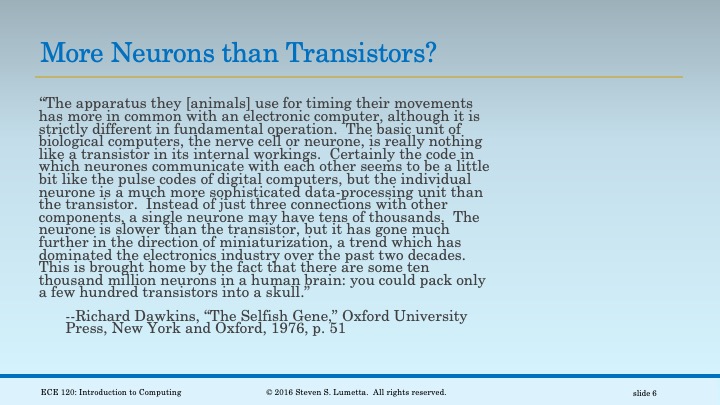 More Neurons than Transistors?
“The apparatus they [animals] use for timing their movements
has more in common with an electronic computer, although it is
strictly different in fundamental operation.  The basic unit of
biological computers, the nerve cell or neurone, is really nothing
like a transistor in its internal workings.  Certainly the code in
which neurones communicate with each other seems to be a little
bit like the pulse codes of digital computers, but the individual
neurone is a much more sophisticated data-processing unit than
the transistor.  Instead of just three connections with other
components, a single neurone may have tens of thousands.  The
neurone is slower than the transistor, but it has gone much
further in the direction of miniaturization, a trend which has
dominated the electronics industry over the past two decades.
This is brought home by the fact that there are some ten
thousand million neurons in a human brain: you could pack only
a few hundred transistors into a skull.”
--Richard Dawkins, “The Selfish Gene,” Oxford University
Press, New York and Oxford, 1976, p. 51
ECE 120: Introduction to Computing
© 2016 Steven S. Lumetta.  All rights reserved.
slide 6